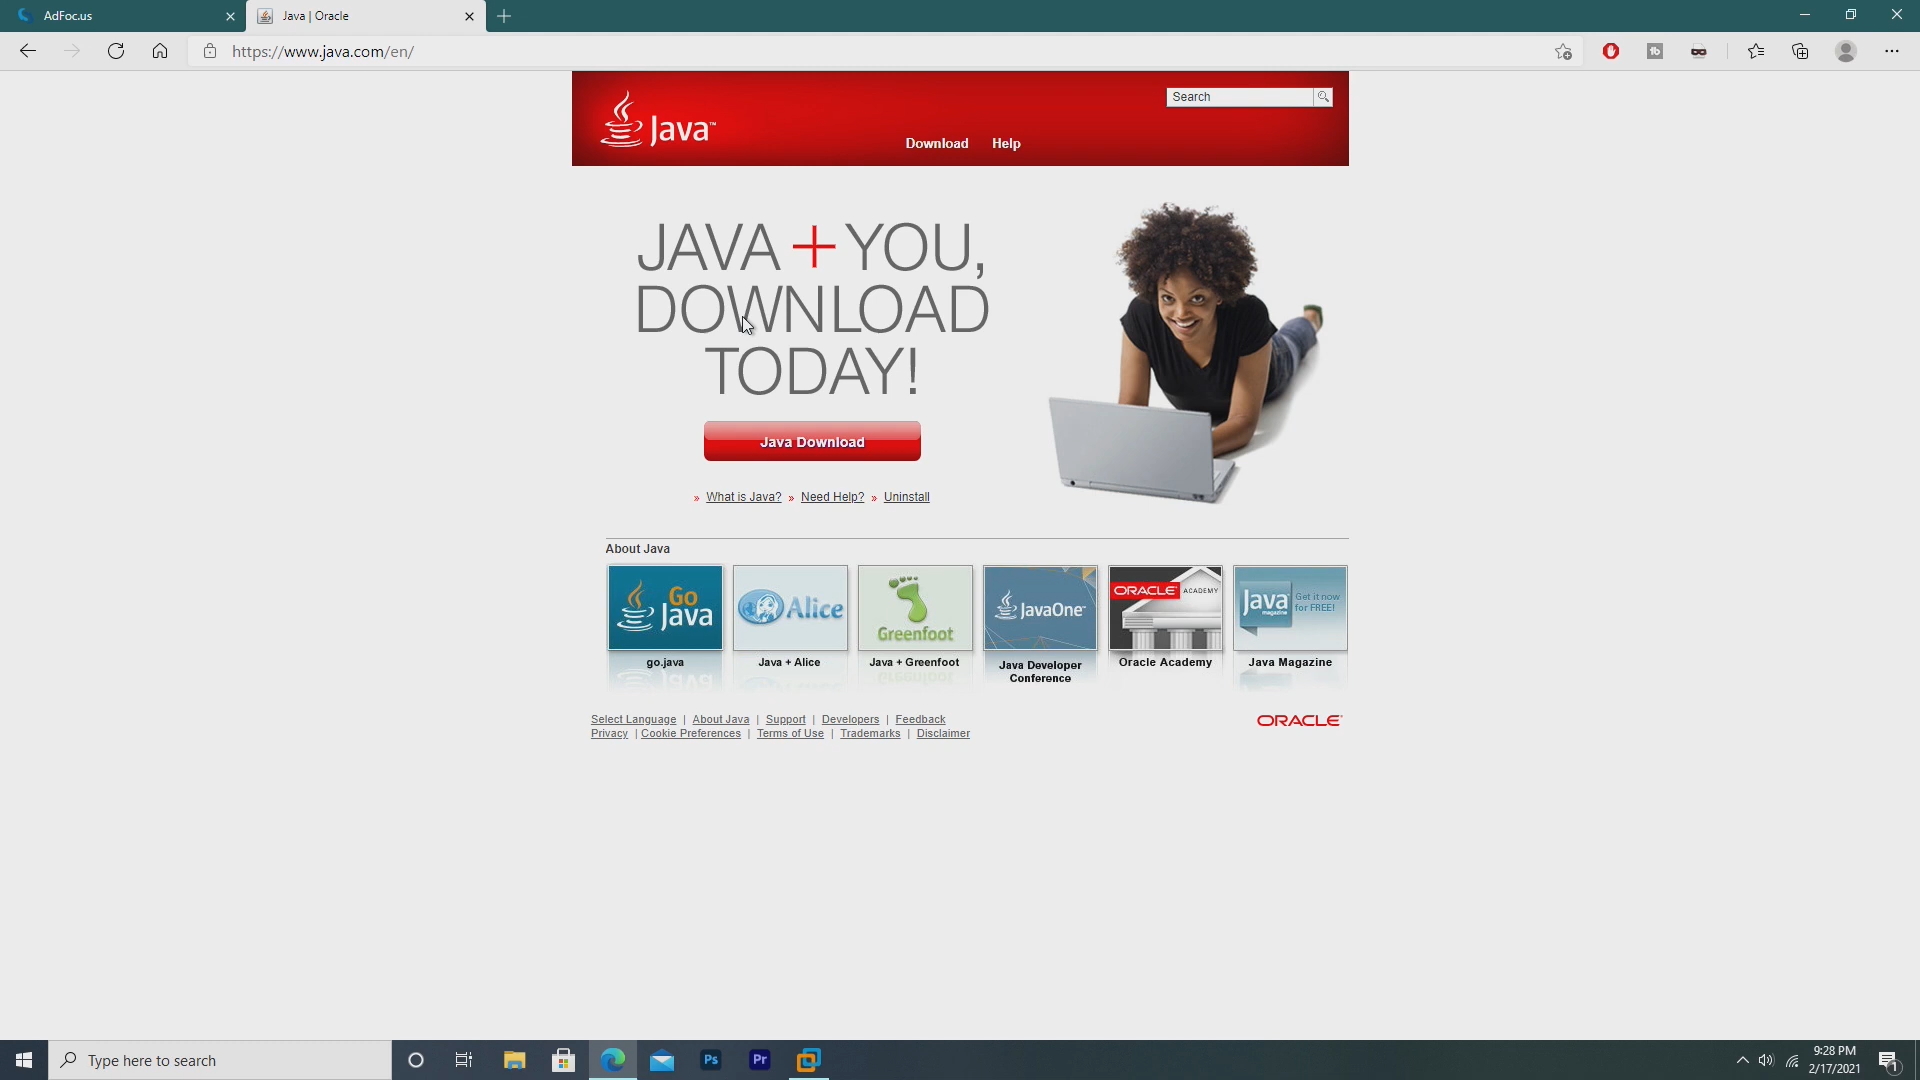 AdFoc.us
Java | Oracle
https://www.java.com/en/
Search
Java™
Download Help
JAVA + YOU,
DOWNLOAD
TODAY!
Java Download
» What is Java? » Need Help? » Uninstall
About Java
Go
Java
Alice
Greenfoot
JavaOne
ORACLE ACADEMY
Java magazine Get it now for FREE!
go.java
Java + Alice
Java + Greenfoot
Java Developer
Conference
Oracle Academy
Java Magazine
Select Language | About Java | Support | Developers | Feedback
Privacy | Cookie Preferences | Terms of Use | Trademarks | Disclaimer
ORACLE
Type here to search
Ps
Pr
9:28 PM
2/17/2021
1